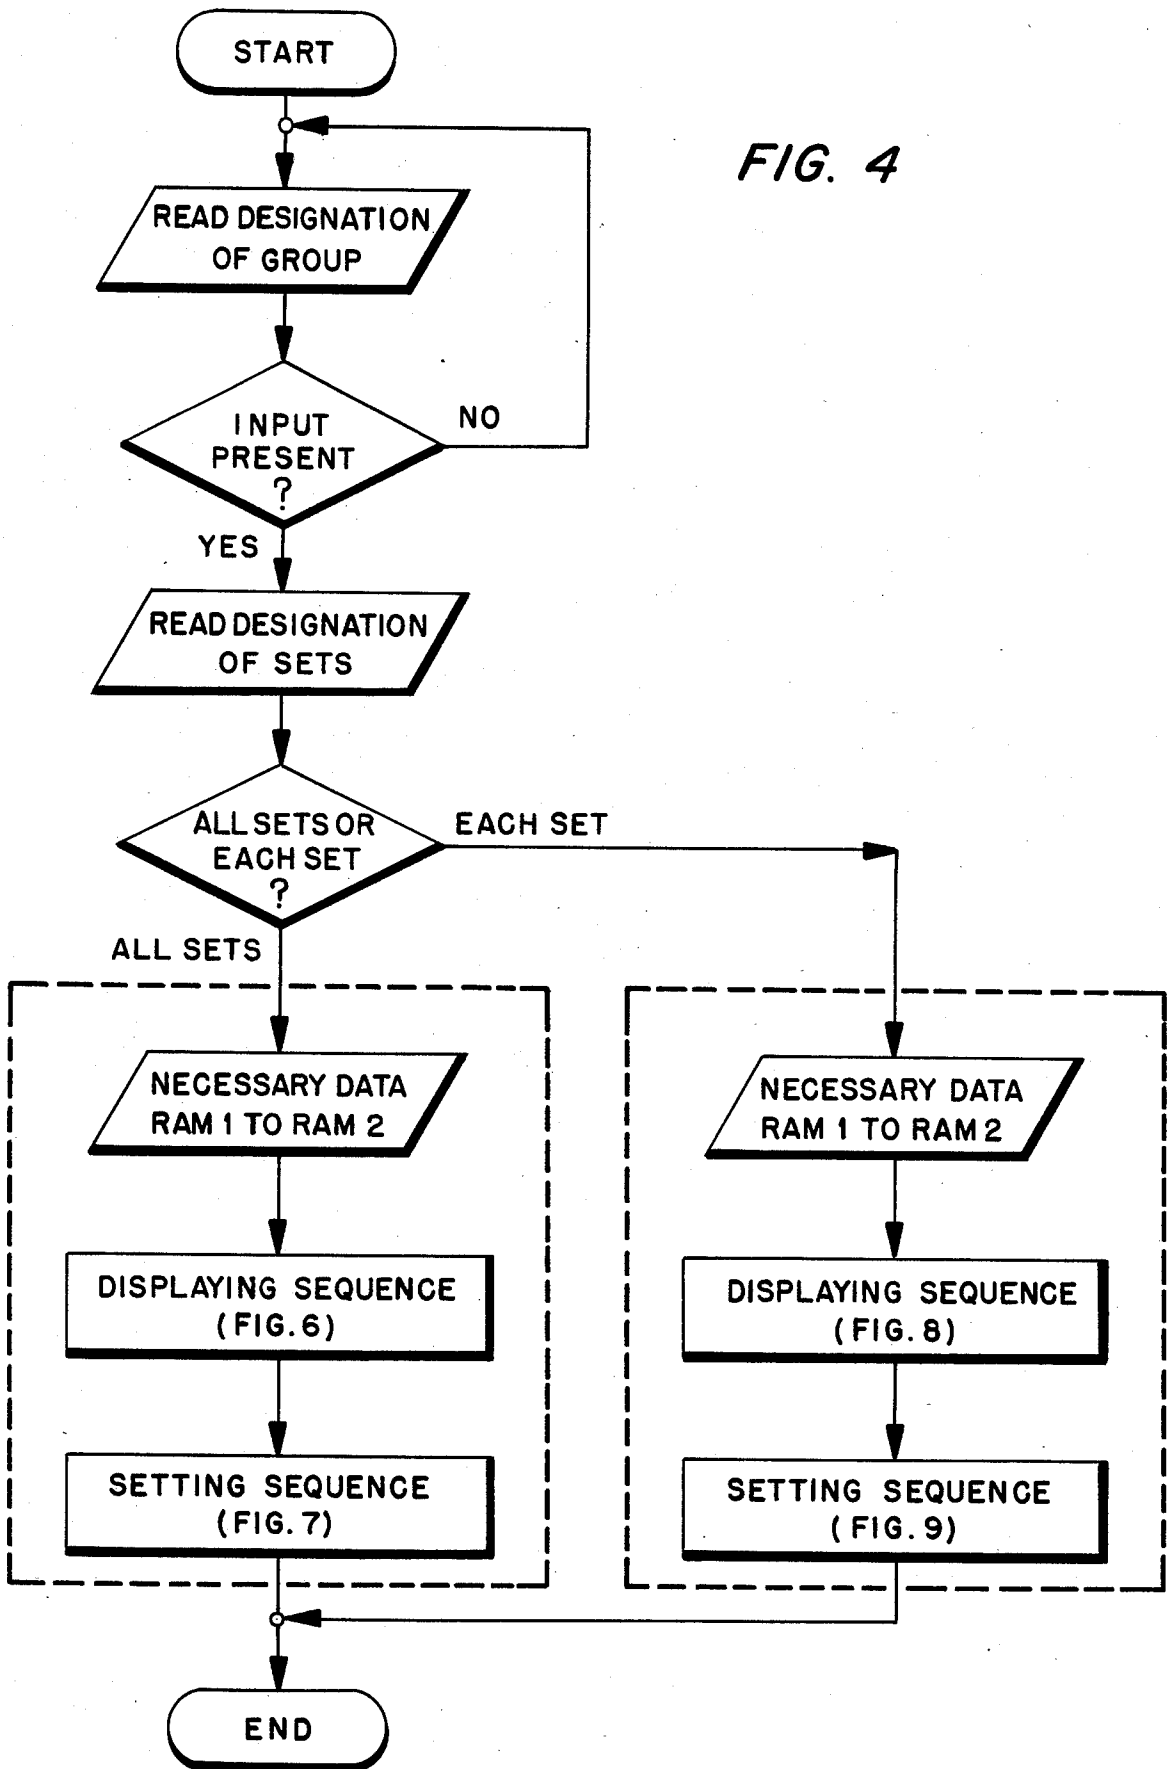 START
FIG. 4
READ DESIGNATION
OF GROUP
INPUT
PRESENT
?
NO
YES
READ DESIGNATION
OF SETS
ALL SETS OR
EACH SET
?
EACH SET
ALL SETS
NECESSARY DATA
RAM 1 TO RAM 2
DISPLAYING SEQUENCE
(FIG. 6)
SETTING SEQUENCE
(FIG. 7)
NECESSARY DATA
RAM 1 TO RAM 2
DISPLAYING SEQUENCE
(FIG. 8)
SETTING SEQUENCE
(FIG. 9)
END